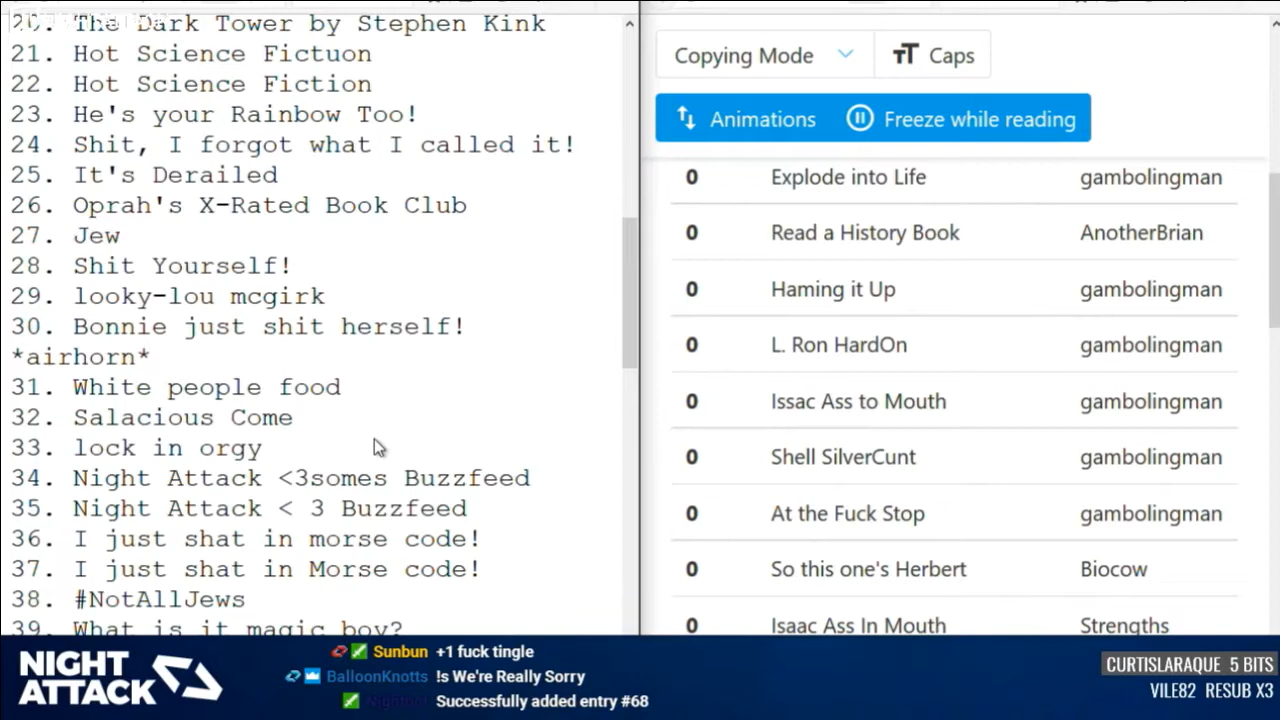 20. The Dark Tower by Stephen Kink
21. Hot Science Fictuon
22. Hot Science Fiction
23. He's your Rainbow Too!
24. Shit, I forgot what I called it!
25. It's Derailed
26. Oprah's X-Rated Book Club
27. Jew
28. Shit Yourself!
29. looky-lou mcgirk
30. Bonnie just shit herself!
*airhorn*
31. White people food
32. Salacious Come
33. lock in orgy
34. Night Attack <3somes Buzzfeed
35. Night Attack < 3 Buzzfeed
36. I just shat in morse code!
37. I just shat in Morse code!
38. #NotAllJews
39. What is it magic boy?
Copying Mode
Caps
Animations
Freeze while reading
0 Explode into Life gambolingman
0 Read a History Book AnotherBrian
0 Haming it Up gambolingman
0 L. Ron HardOn gambolingman
0 Issac Ass to Mouth gambolingman
0 Shell SilverCunt gambolingman
0 At the Fuck Stop gambolingman
0 So this one's Herbert Biocow
0 Isaac Ass In Mouth Strengths
NIGHT
ATTACK
Sunbun +1 fuck tingle
BalloonKnotts !s We're Really Sorry
Successfully added entry #68
CURTISLARAQUE 5 BITS
VILE82 RESUB X3